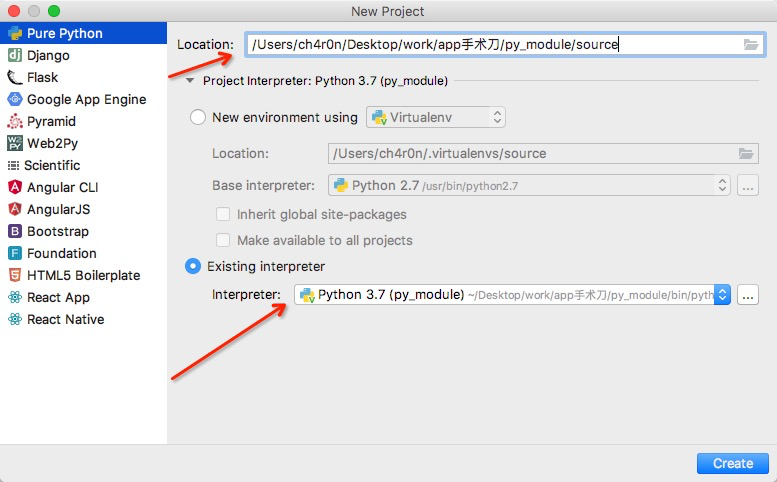 New Project
Pure Python
Django
Flask
Google App Engine
Pyramid
Web2Py
Scientific
Angular CLI
AngularJS
Bootstrap
Foundation
HTML5 Boilerplate
React App
React Native
Location: /Users/ch4r0n/Desktop/work/app手术刀/py_module/source
Project Interpreter: Python 3.7 (py_module)
New environment using Virtualenv
Location: /Users/ch4r0n/.virtualenvs/source
Base interpreter: Python 2.7 /usr/bin/python2.7 ...
Inherit global site-packages
Make available to all projects
Existing interpreter
Interpreter: Python 3.7 (py_module) ~/Desktop/work/app手术刀/py_module/bin/pyth ...
Create